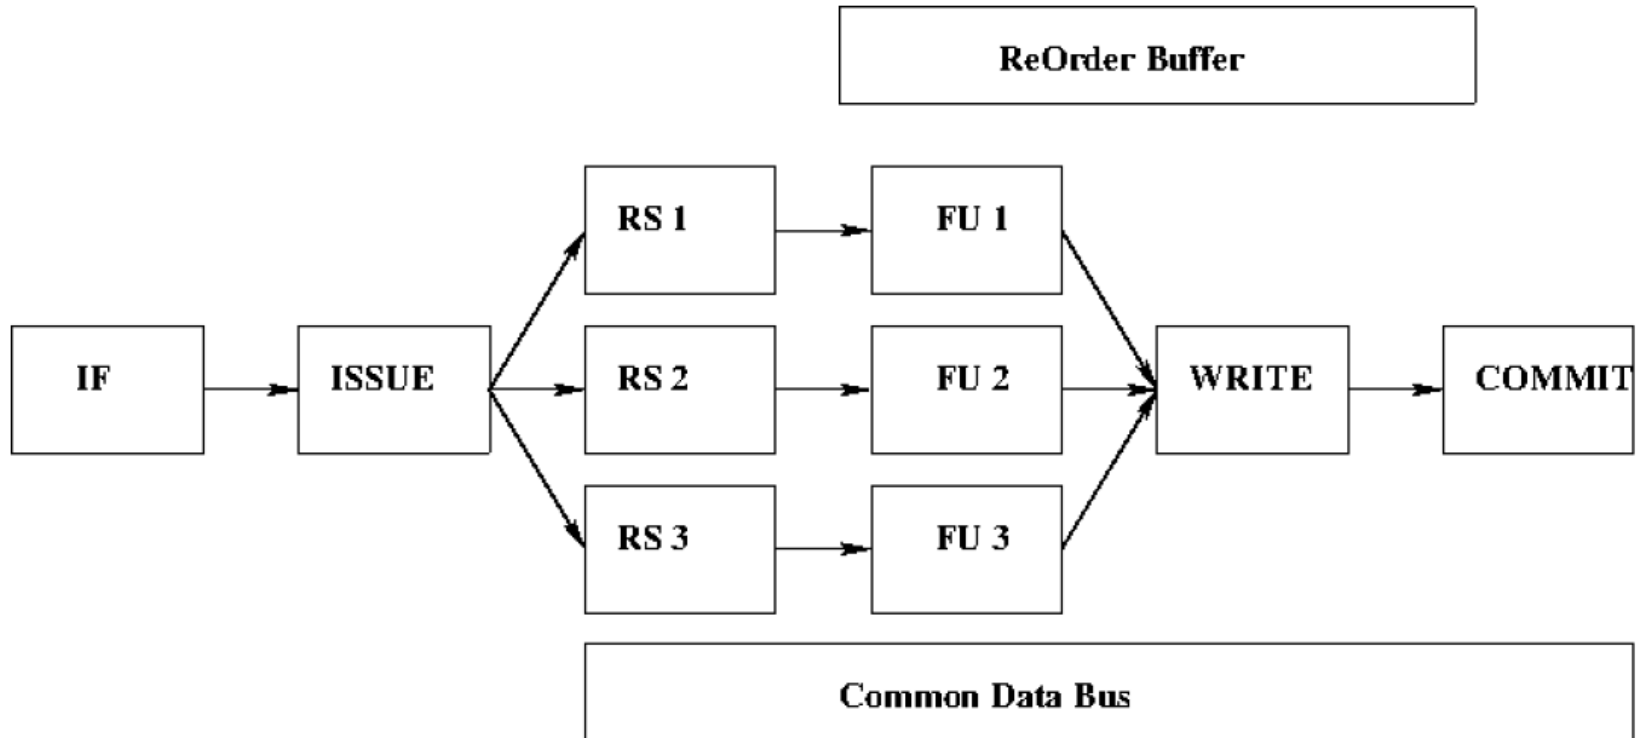 ReOrder Buffer
RS 1
FU 1
IF
ISSUE
RS 2
FU 2
WRITE
COMMIT
RS 3
FU 3
Common Data Bus